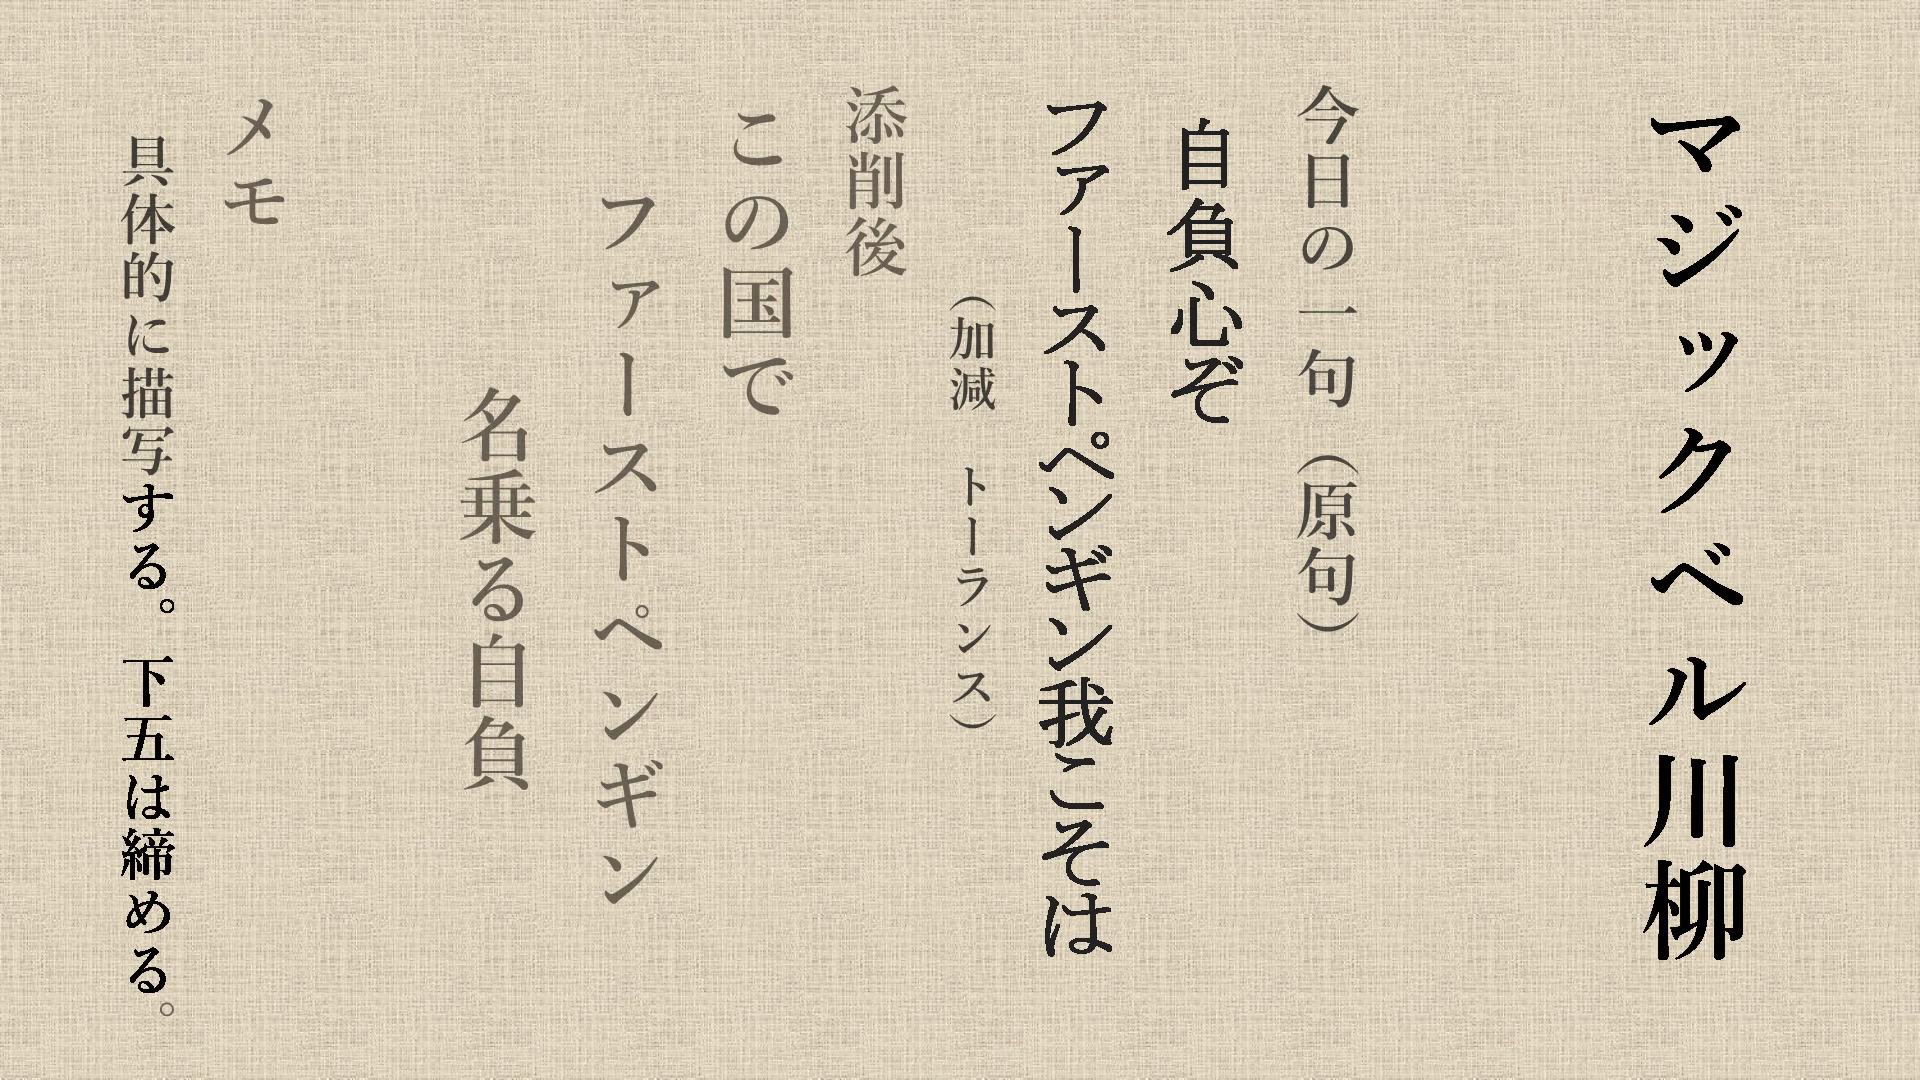 マジックベル川柳
今日の一句（原句）
自負心ぞ
ファーストペンギン我こそは
（加減　トーランス）
添削後
この国で
ファーストペンギン
名乗る自負
メモ
具体的に描写する。下五は締める。